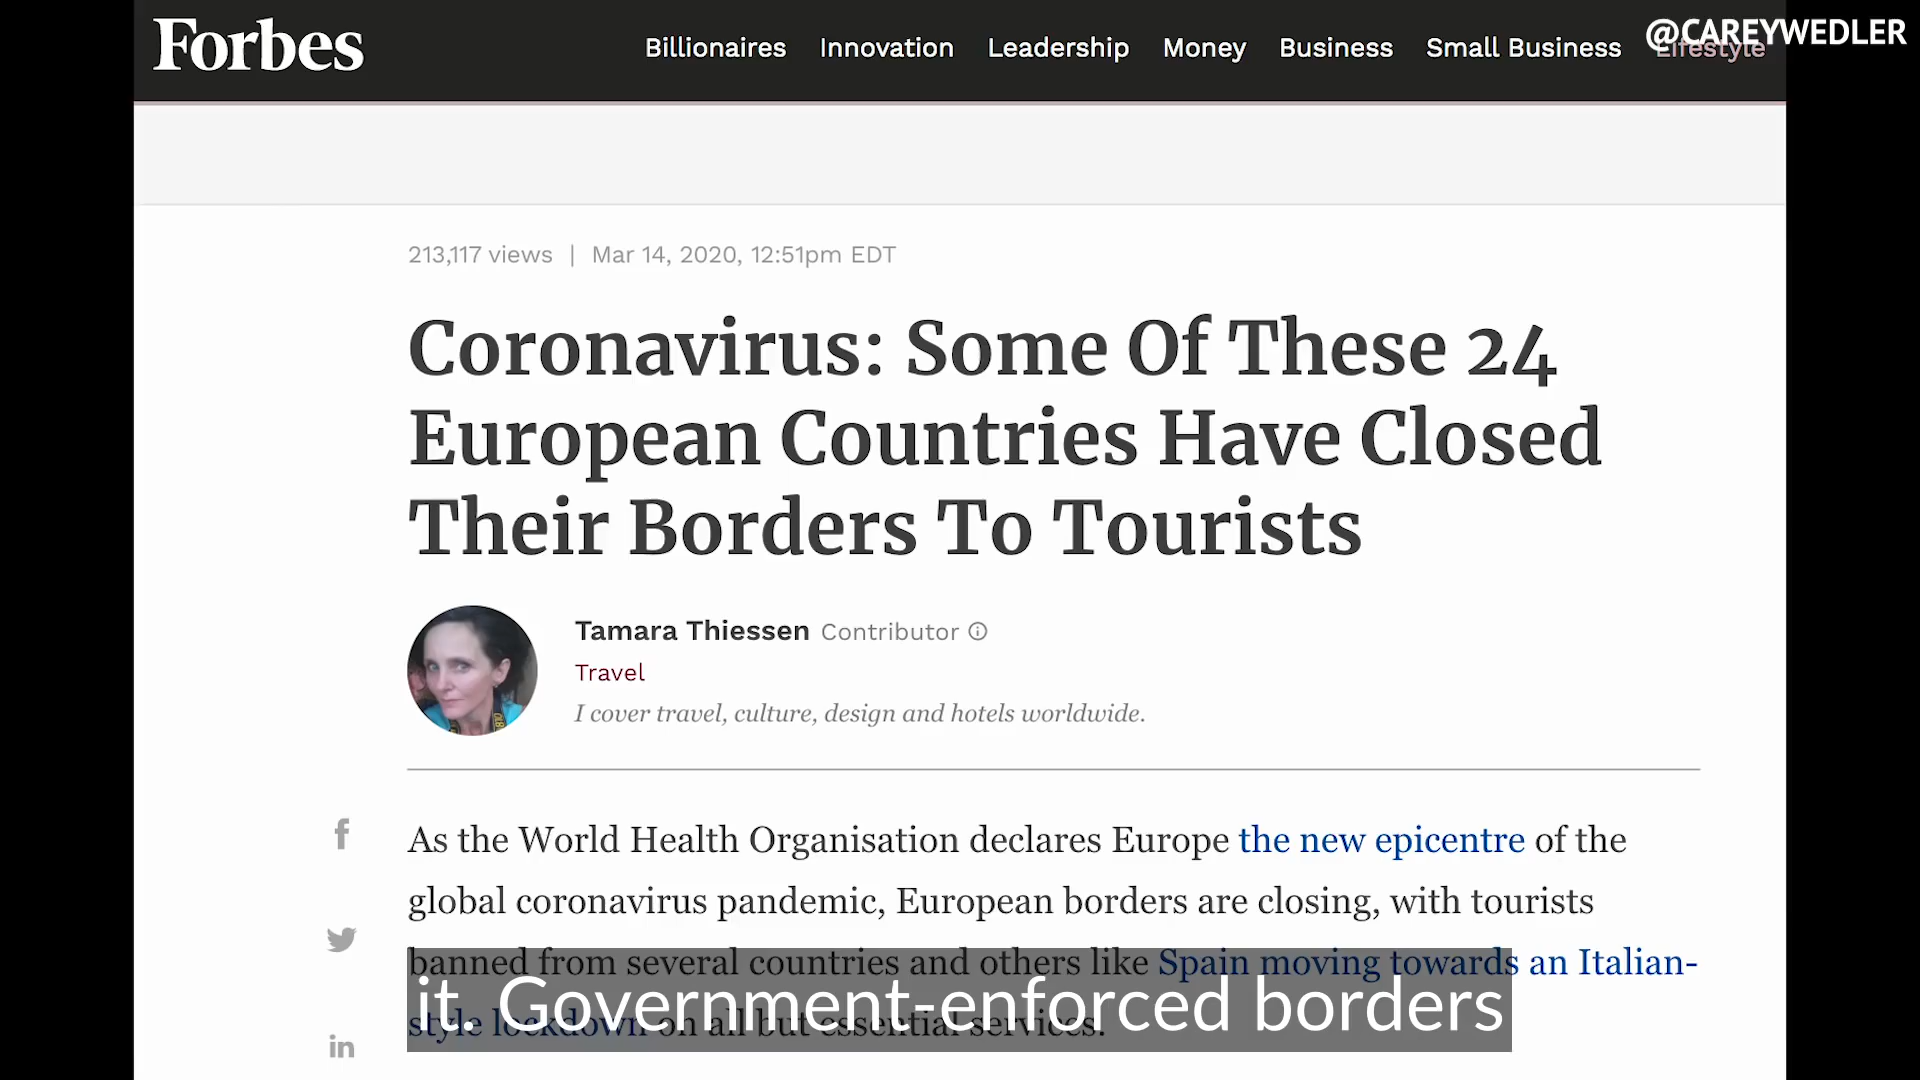 Forbes
Billionaires Innovation Leadership Money Business Small Business Lifestyle
@CAREYWEDLER
213,117 views | Mar 14, 2020, 12:51pm EDT
Coronavirus: Some Of These 24
European Countries Have Closed
Their Borders To Tourists
Tamara Thiessen Contributor
Travel
I cover travel, culture, design and hotels worldwide.
As the World Health Organisation declares Europe the new epicentre of the
global coronavirus pandemic, European borders are closing, with tourists
banned from several countries and others like Spain moving towards an Italian-
style lockdown on all but essential services.
it. Government-enforced borders